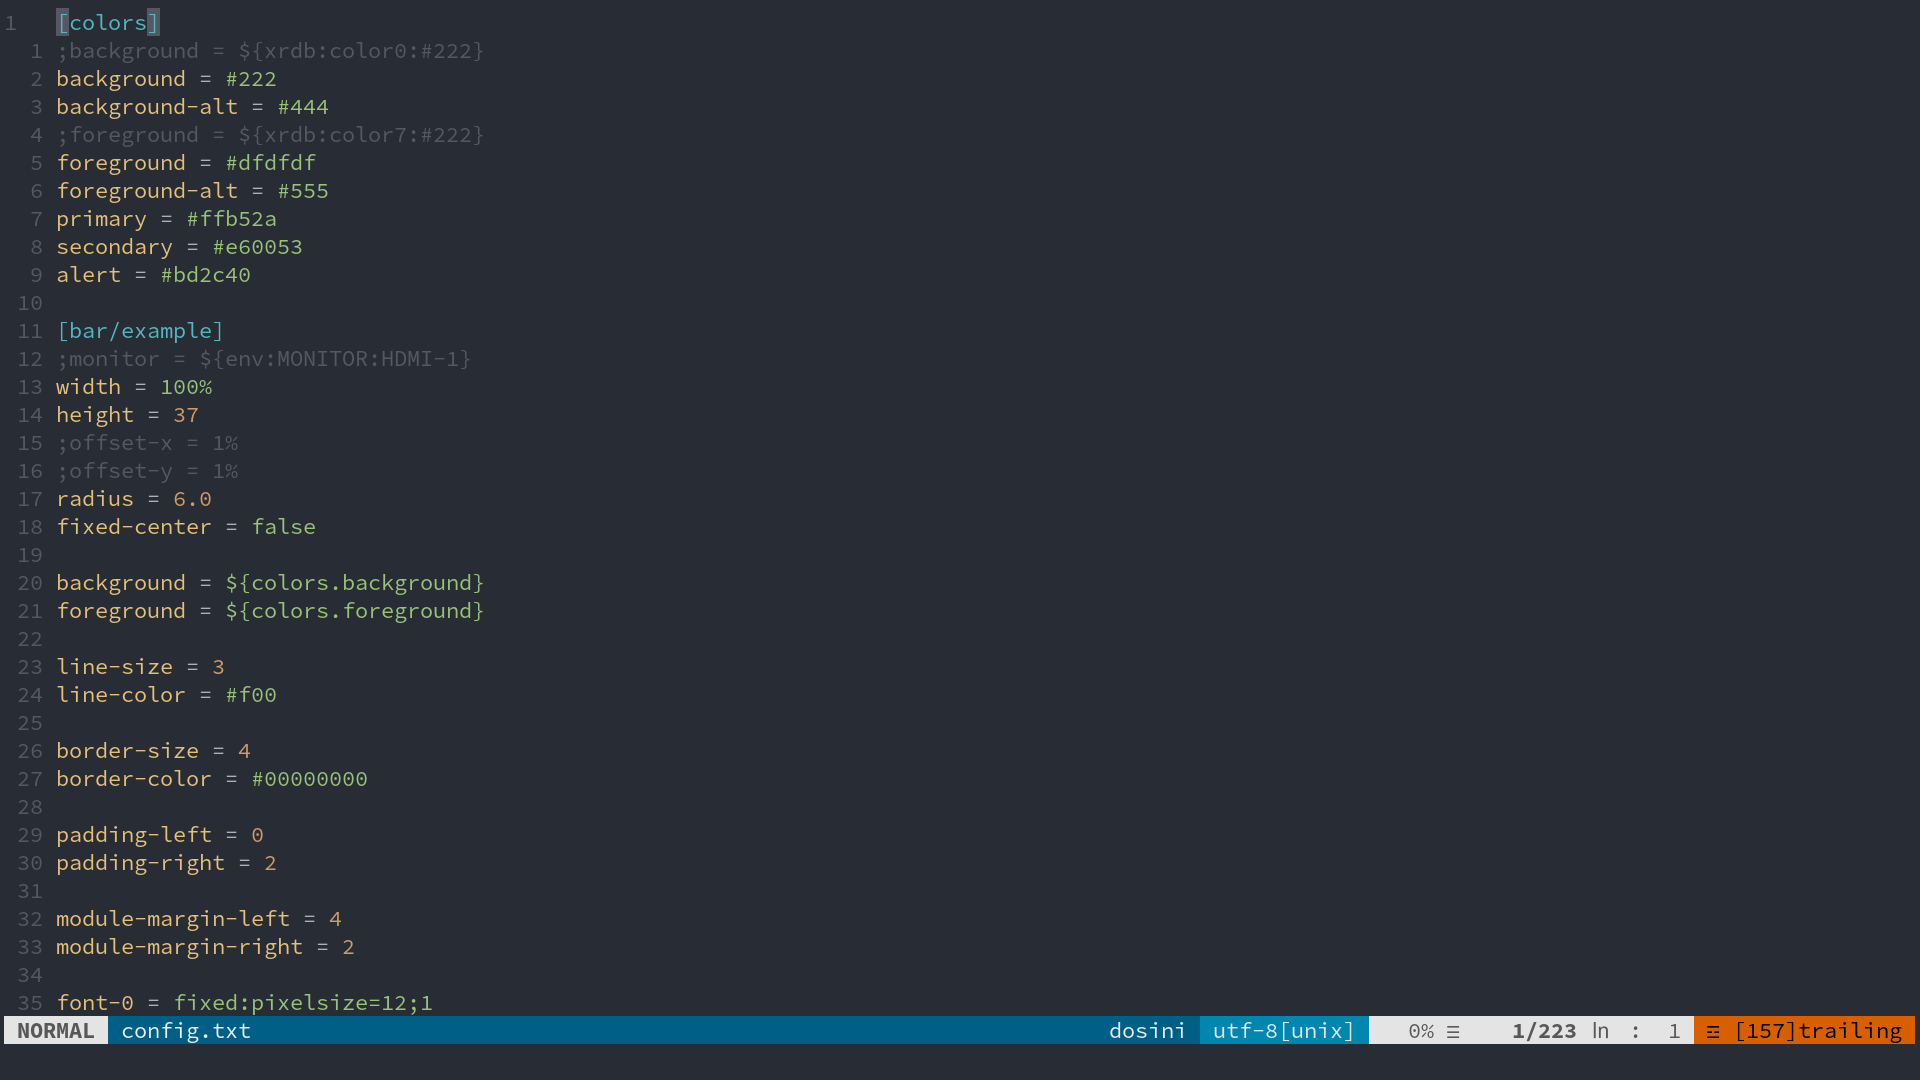 1 [colors]
1 ;background = ${xrdb:color0:#222}
2 background = #222
3 background-alt = #444
4 ;foreground = ${xrdb:color7:#222}
5 foreground = #dfdfdf
6 foreground-alt = #555
7 primary = #ffb52a
8 secondary = #e60053
9 alert = #bd2c40
10
11 [bar/example]
12 ;monitor = ${env:MONITOR:HDMI-1}
13 width = 100%
14 height = 37
15 ;offset-x = 1%
16 ;offset-y = 1%
17 radius = 6.0
18 fixed-center = false
19
20 background = ${colors.background}
21 foreground = ${colors.foreground}
22
23 line-size = 3
24 line-color = #f00
25
26 border-size = 4
27 border-color = #00000000
28
29 padding-left = 0
30 padding-right = 2
31
32 module-margin-left = 4
33 module-margin-right = 2
34
35 font-0 = fixed:pixelsize=12;1
NORMAL config.txt dosini utf-8[unix] 0% ☰ 1/223 ln : 1 ☲ [157]trailing